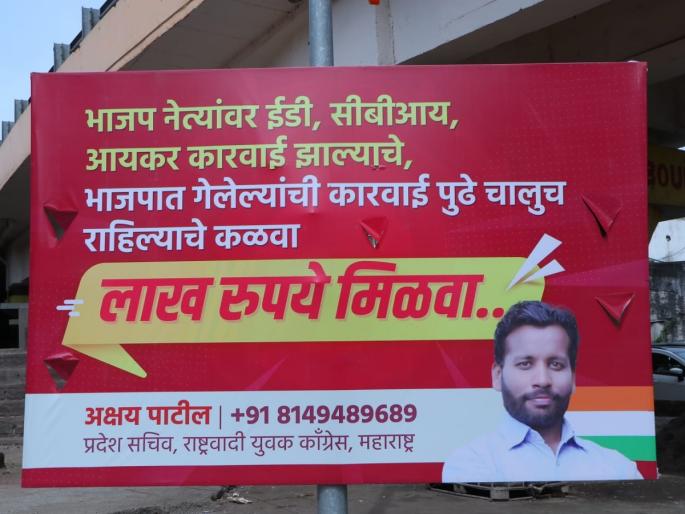 भाजप नेत्यांवर ईडी, सीबीआय,
आयकर कारवाई झाल्याचे,
भाजपात गेलेल्यांची कारवाई पुढे चालुच
राहिल्याचे कळवा
लाख रुपये मिळवा..
अक्षय पाटील | +91 8149489689
प्रदेश सचिव, राष्ट्रवादी युवक काँग्रेस, महाराष्ट्र